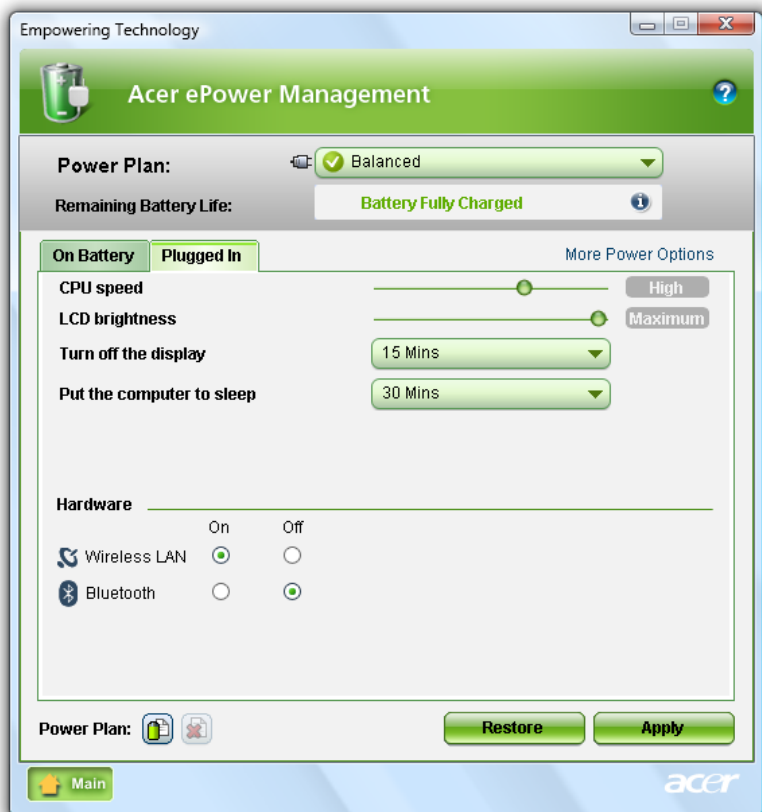 Empowering Technology
Acer ePower Management
Power Plan: Balanced
Remaining Battery Life: Battery Fully Charged
On Battery Plugged In More Power Options
CPU speed High
LCD brightness Maximum
Turn off the display 15 Mins
Put the computer to sleep 30 Mins
Hardware
On Off
Wireless LAN
Bluetooth
Power Plan: Restore Apply
Main acer